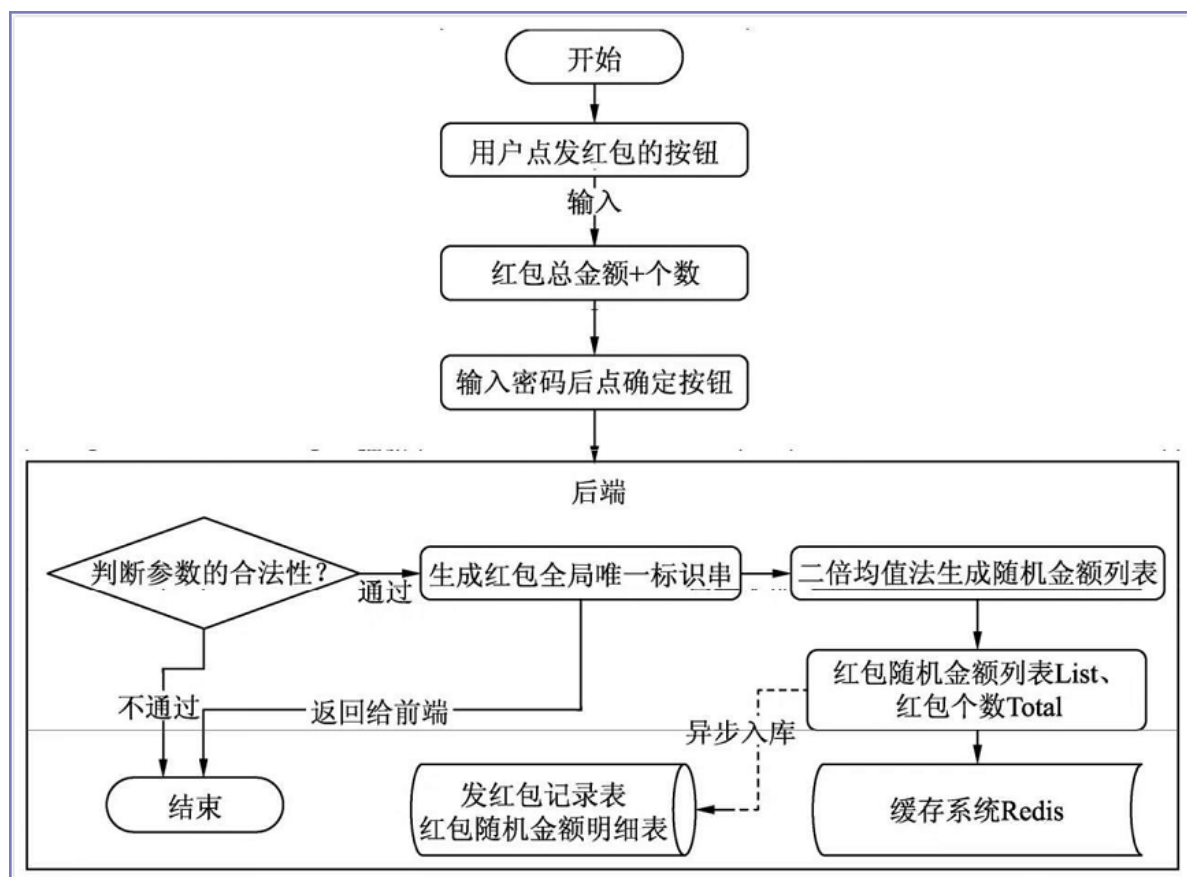 开始
用户点发红包的按钮
输入
红包总金额+个数
输入密码后点确定按钮
后端
判断参数的合法性?
通过
生成红包全局唯一标识串
二倍均值法生成随机金额列表
不通过
返回给前端
红包随机金额列表List、
红包个数Total
异步入库
结束
发红包记录表
红包随机金额明细表
缓存系统Redis